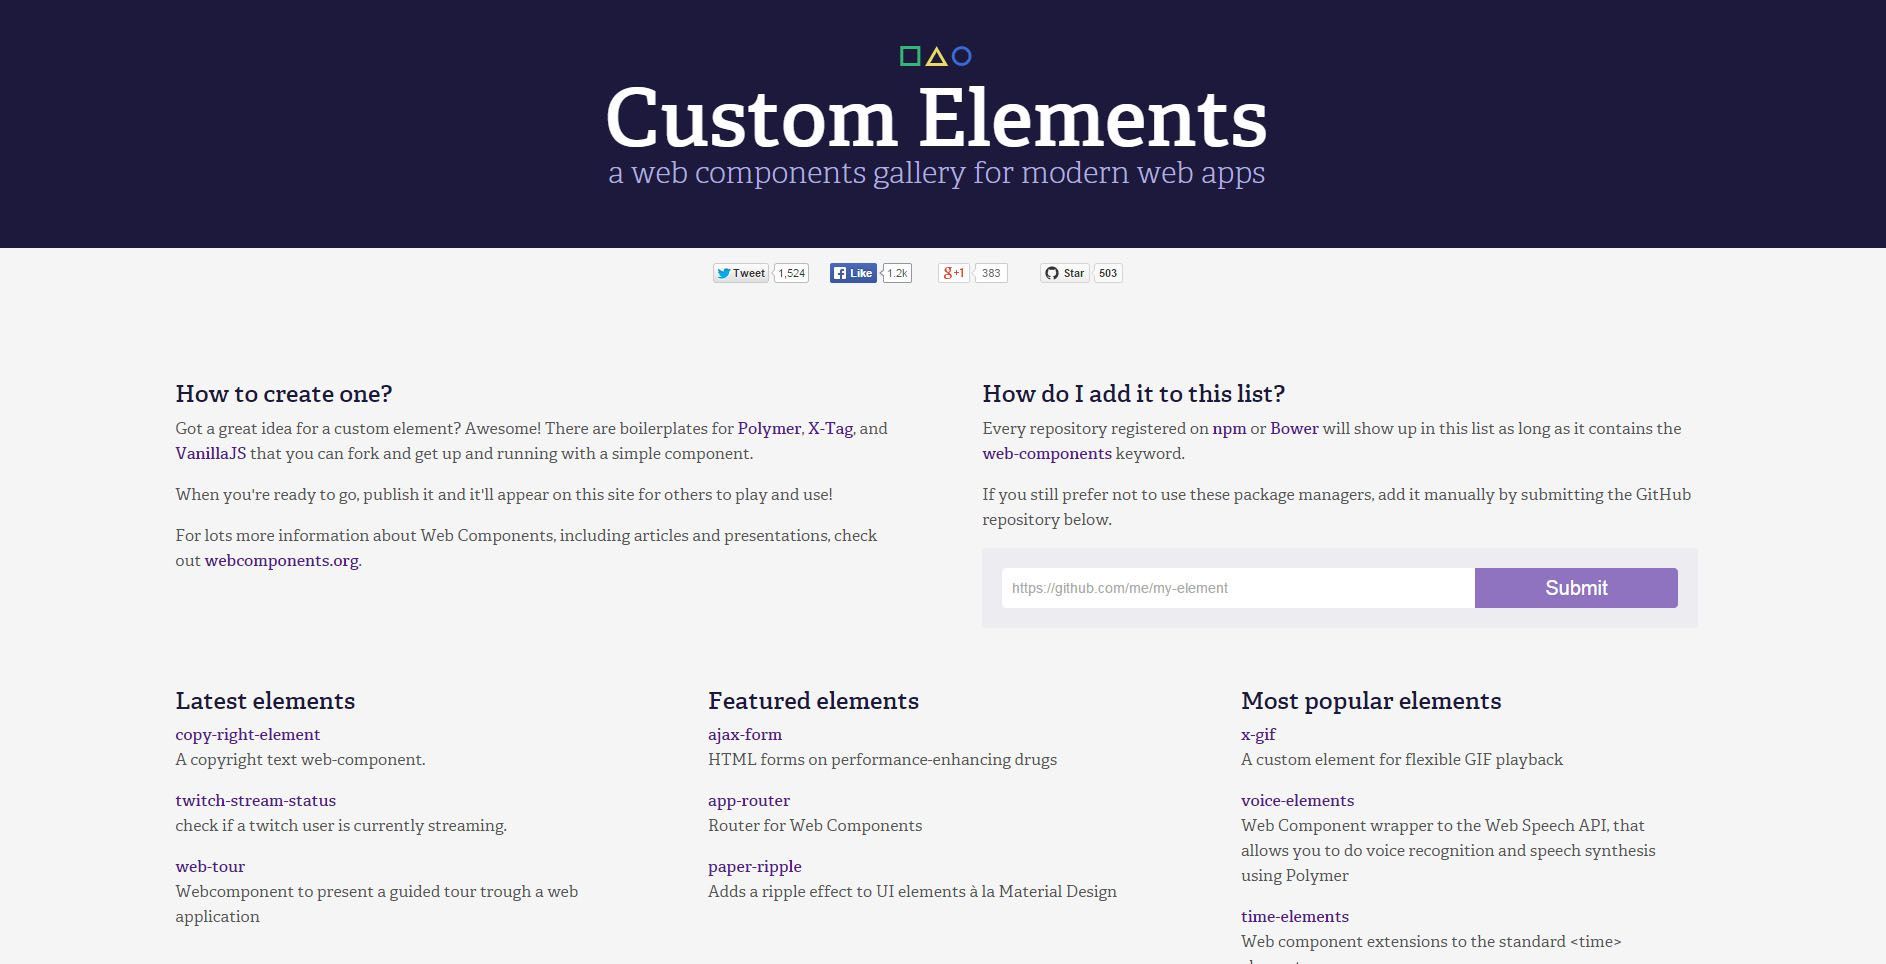 Custom Elements
a web components gallery for modern web apps
Tweet 1,524 Like 1.2k g+1 383 Star 503
How to create one?
Got a great idea for a custom element? Awesome! There are boilerplates for Polymer, X-Tag, and
VanillaJS that you can fork and get up and running with a simple component.
When you're ready to go, publish it and it'll appear on this site for others to play and use!
For lots more information about Web Components, including articles and presentations, check
out webcomponents.org.
How do I add it to this list?
Every repository registered on npm or Bower will show up in this list as long as it contains the
web-components keyword.
If you still prefer not to use these package managers, add it manually by submitting the GitHub
repository below.
https://github.com/me/my-element Submit
Latest elements
copy-right-element
A copyright text web-component.
twitch-stream-status
check if a twitch user is currently streaming.
web-tour
Webcomponent to present a guided tour trough a web
application
Featured elements
ajax-form
HTML forms on performance-enhancing drugs
app-router
Router for Web Components
paper-ripple
Adds a ripple effect to UI elements à la Material Design
Most popular elements
x-gif
A custom element for flexible GIF playback
voice-elements
Web Component wrapper to the Web Speech API, that
allows you to do voice recognition and speech synthesis
using Polymer
time-elements
Web component extensions to the standard <time>